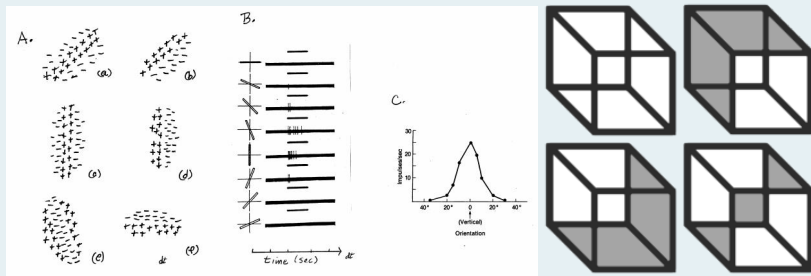 A.
(a)
(b)
(c)
(d)
(e)
(f)
dt
B.
time (sec)
dt
C.
Impulses/sec
30
20
10
40° 20° 0 20° 40°
(Vertical)
Orientation